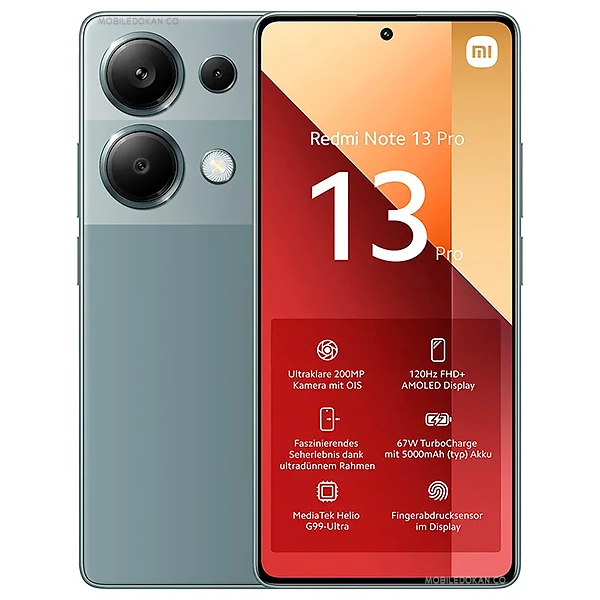 MOBILEDOKAN.CO
mi
Redmi Note 13 Pro
13
Pro
Ultraklare 200MP
Kamera mit OIS
120Hz FHD+
AMOLED Display
Faszinierendes
Seherlebnis dank
ultradünnem Rahmen
67W TurboCharge
mit 5000mAh (typ) Akku
MediaTek Helio
G99-Ultra
Fingerabdrucksensor
im Display
MOBILEDOKAN.CO